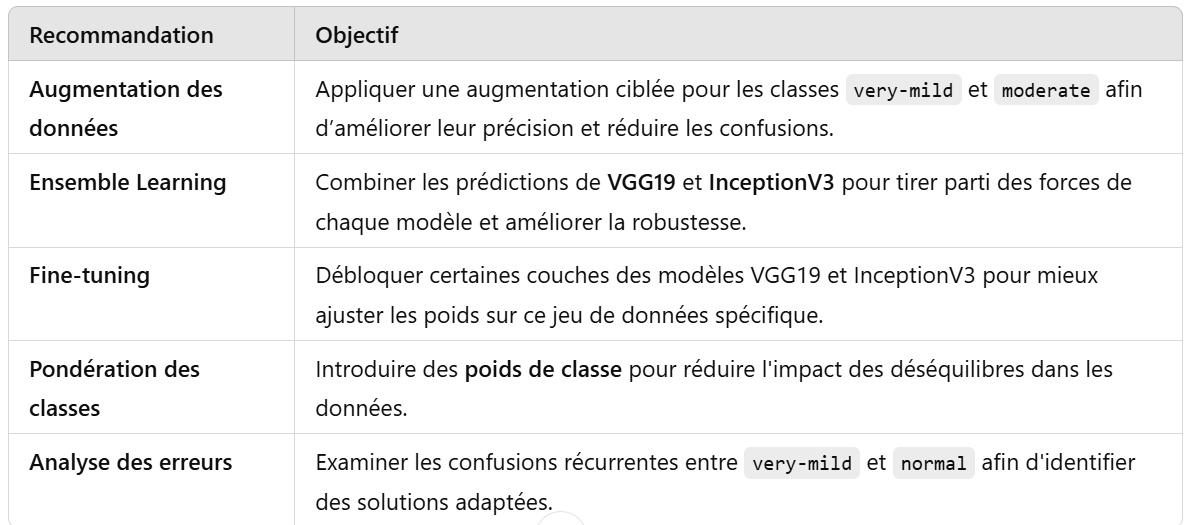 Recommandation Objectif
Augmentation des Appliquer une augmentation ciblée pour les classes very-mild et moderate afin
données d’améliorer leur précision et réduire les confusions.
Ensemble Learning Combiner les prédictions de VGG19 et InceptionV3 pour tirer parti des forces de
chaque modèle et améliorer la robustesse.
Fine-tuning Débloquer certaines couches des modèles VGG19 et InceptionV3 pour mieux
ajuster les poids sur ce jeu de données spécifique.
Pondération des Introduire des poids de classe pour réduire l'impact des déséquilibres dans les
classes données.
Analyse des erreurs Examiner les confusions récurrentes entre very-mild et normal afin d'identifier
des solutions adaptées.